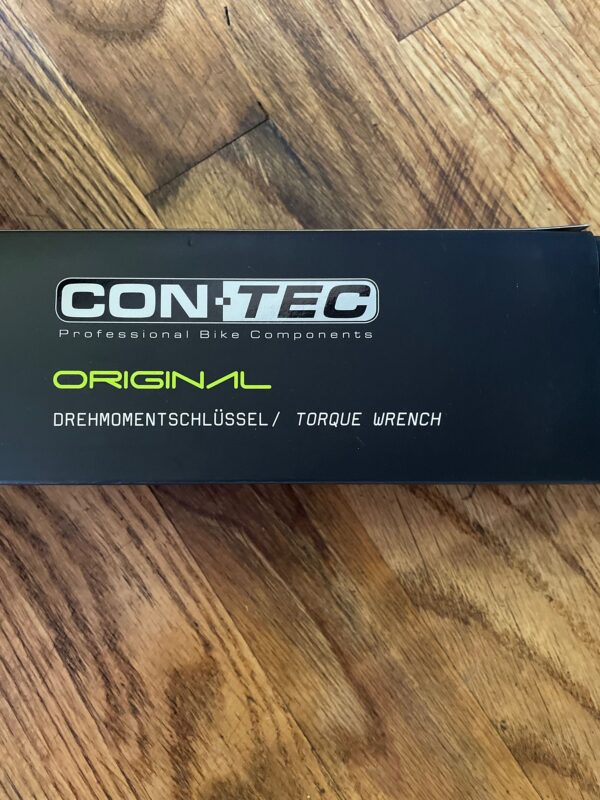 CON-TEC
Professional Bike Components
ORIGINAL
DREHMOMENTSCHLÜSSEL/ TORQUE WRENCH